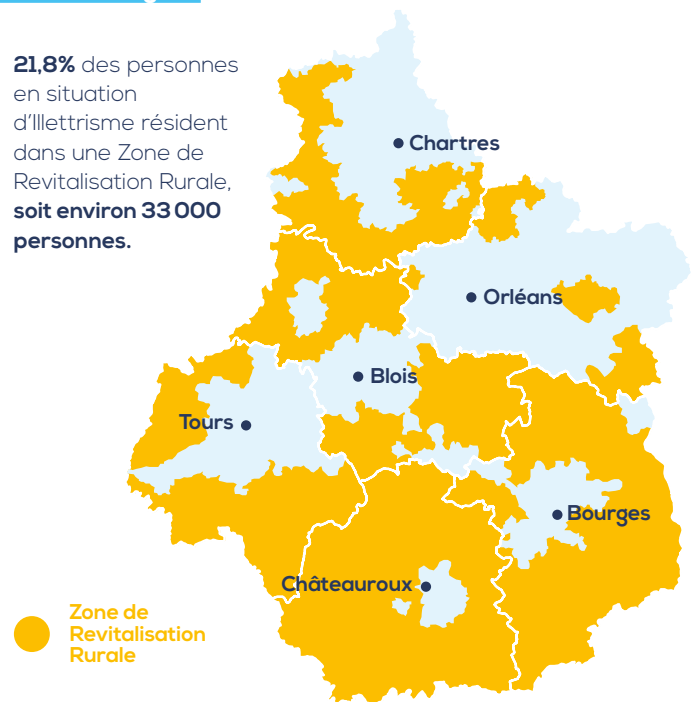 21,8% des personnes
en situation
d'Illettrisme résident
dans une Zone de
Revitalisation Rurale,
soit environ 33 000
personnes.
Chartres
Orléans
Blois
Tours
Bourges
Châteauroux
Zone de
Revitalisation
Rurale